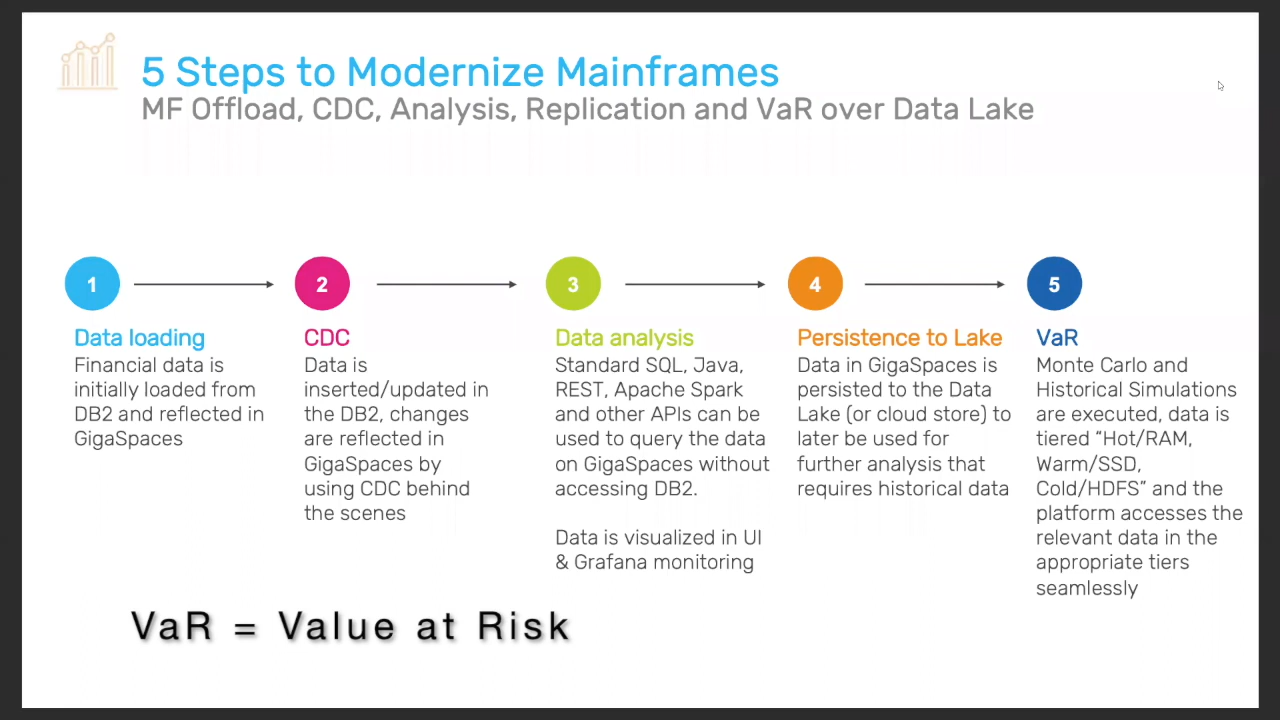 5 Steps to Modernize Mainframes
MF Offload, CDC, Analysis, Replication and VaR over Data Lake
1
Data loading
Financial data is
initially loaded from
DB2 and reflected in
GigaSpaces
2
CDC
Data is
inserted/updated in
the DB2, changes
are reflected in
GigaSpaces by
using CDC behind
the scenes
3
Data analysis
Standard SQL, Java,
REST, Apache Spark
and other APIs can be
used to query the data
on GigaSpaces without
accessing DB2.
Data is visualized in UI
& Grafana monitoring
4
Persistence to Lake
Data in GigaSpaces is
persisted to the Data
Lake (or cloud store) to
later be used for
further analysis that
requires historical data
5
VaR
Monte Carlo and
Historical Simulations
are executed, data is
tiered “Hot/RAM,
Warm/SSD,
Cold/HDFS” and the
platform accesses the
relevant data in the
appropriate tiers
seamlessly
VaR = Value at Risk